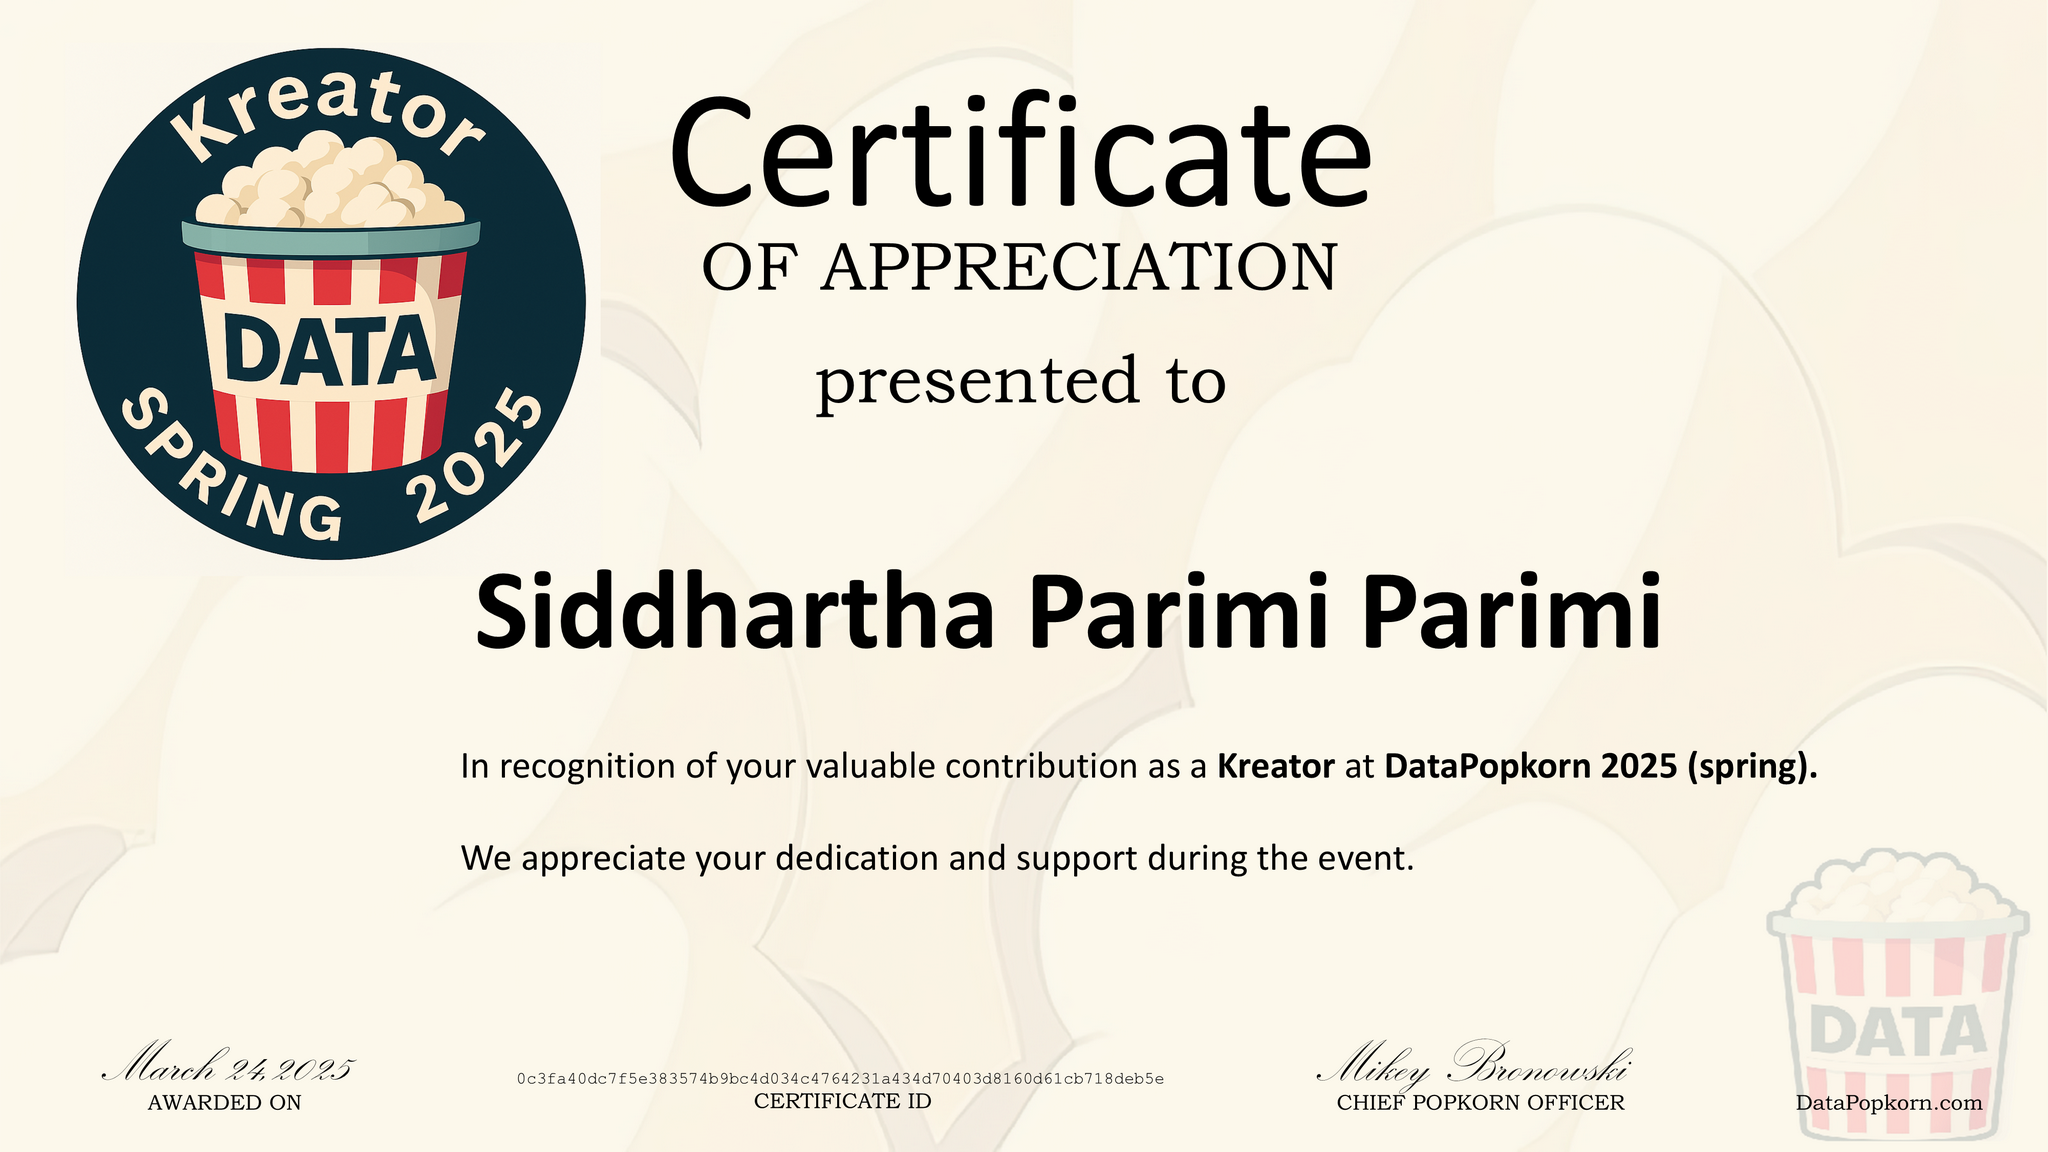 Kreator
DATA
SPRING 2025
Certificate
OF APPRECIATION
presented to
Siddhartha Parimi Parimi
In recognition of your valuable contribution as a Kreator at DataPopkorn 2025 (spring).
We appreciate your dedication and support during the event.
DATA
March 24, 2025
AWARDED ON
0c3fa40dc7f5e383574b9bc4d034c4764231a434d70403d8160d61cb718deb5e
CERTIFICATE ID
Mikey Bronowski
CHIEF POPKORN OFFICER
DataPopkorn.com